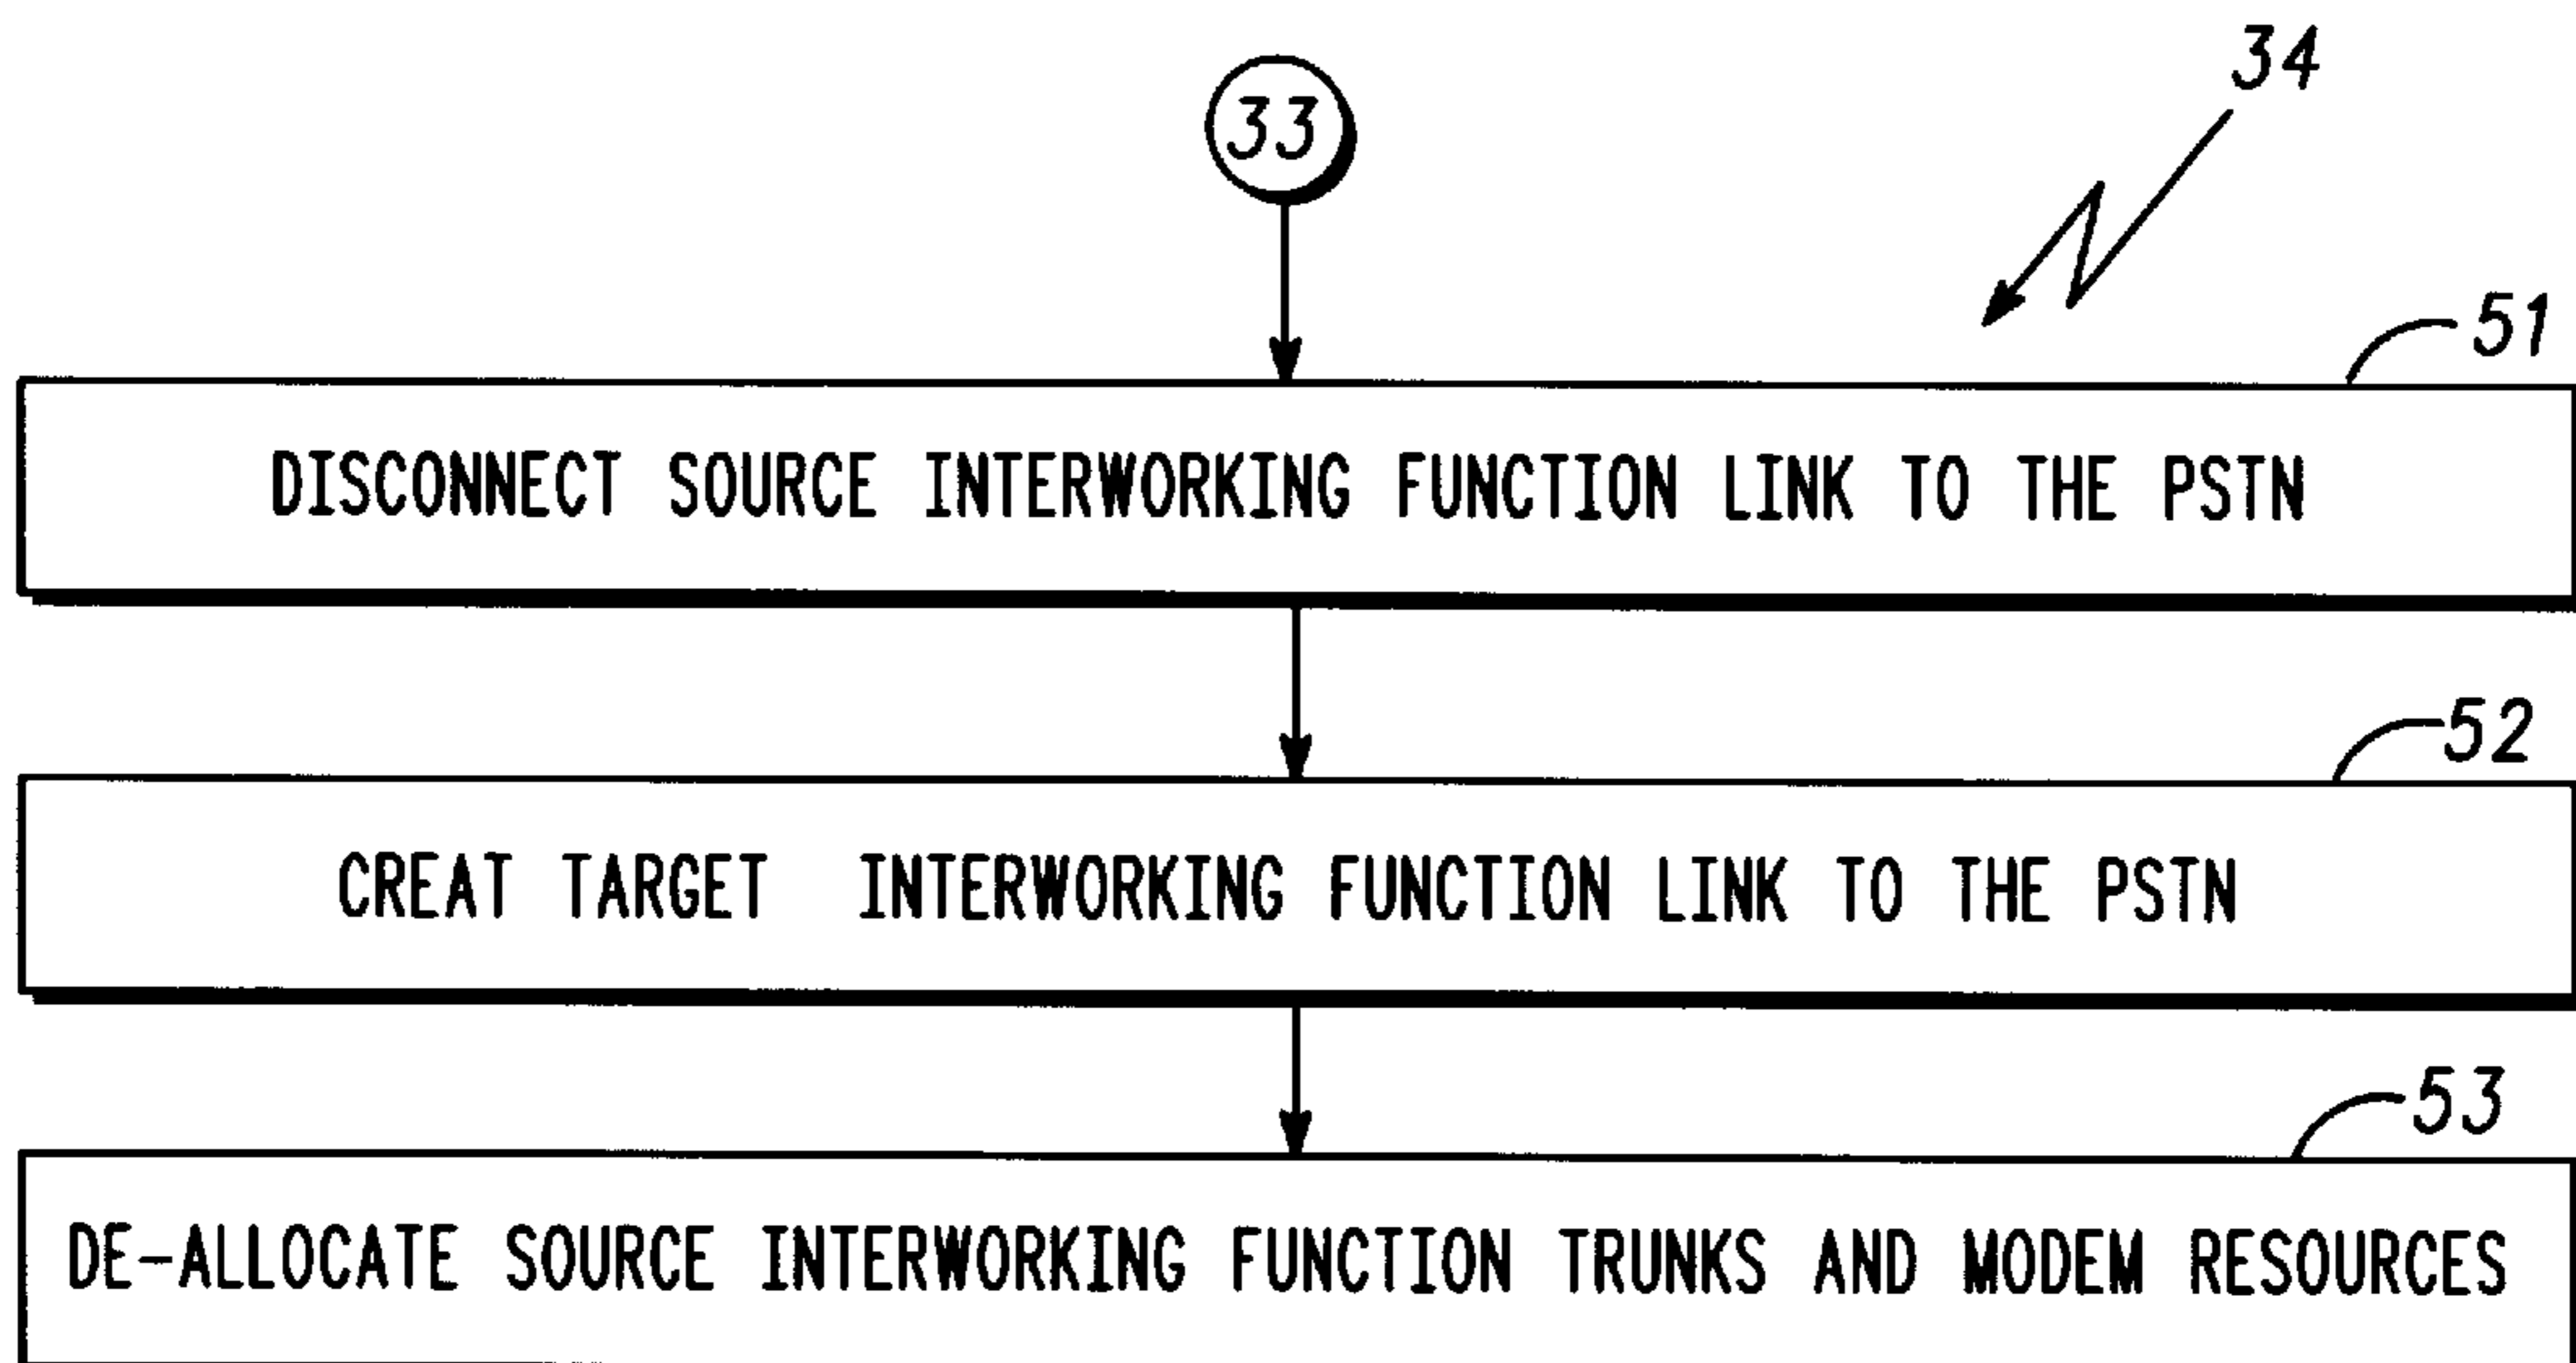 34
33
51
DISCONNECT SOURCE INTERWORKING FUNCTION LINK TO THE PSTN
52
CREAT TARGET INTERWORKING FUNCTION LINK TO THE PSTN
53
DE-ALLOCATE SOURCE INTERWORKING FUNCTION TRUNKS AND MODEM RESOURCES